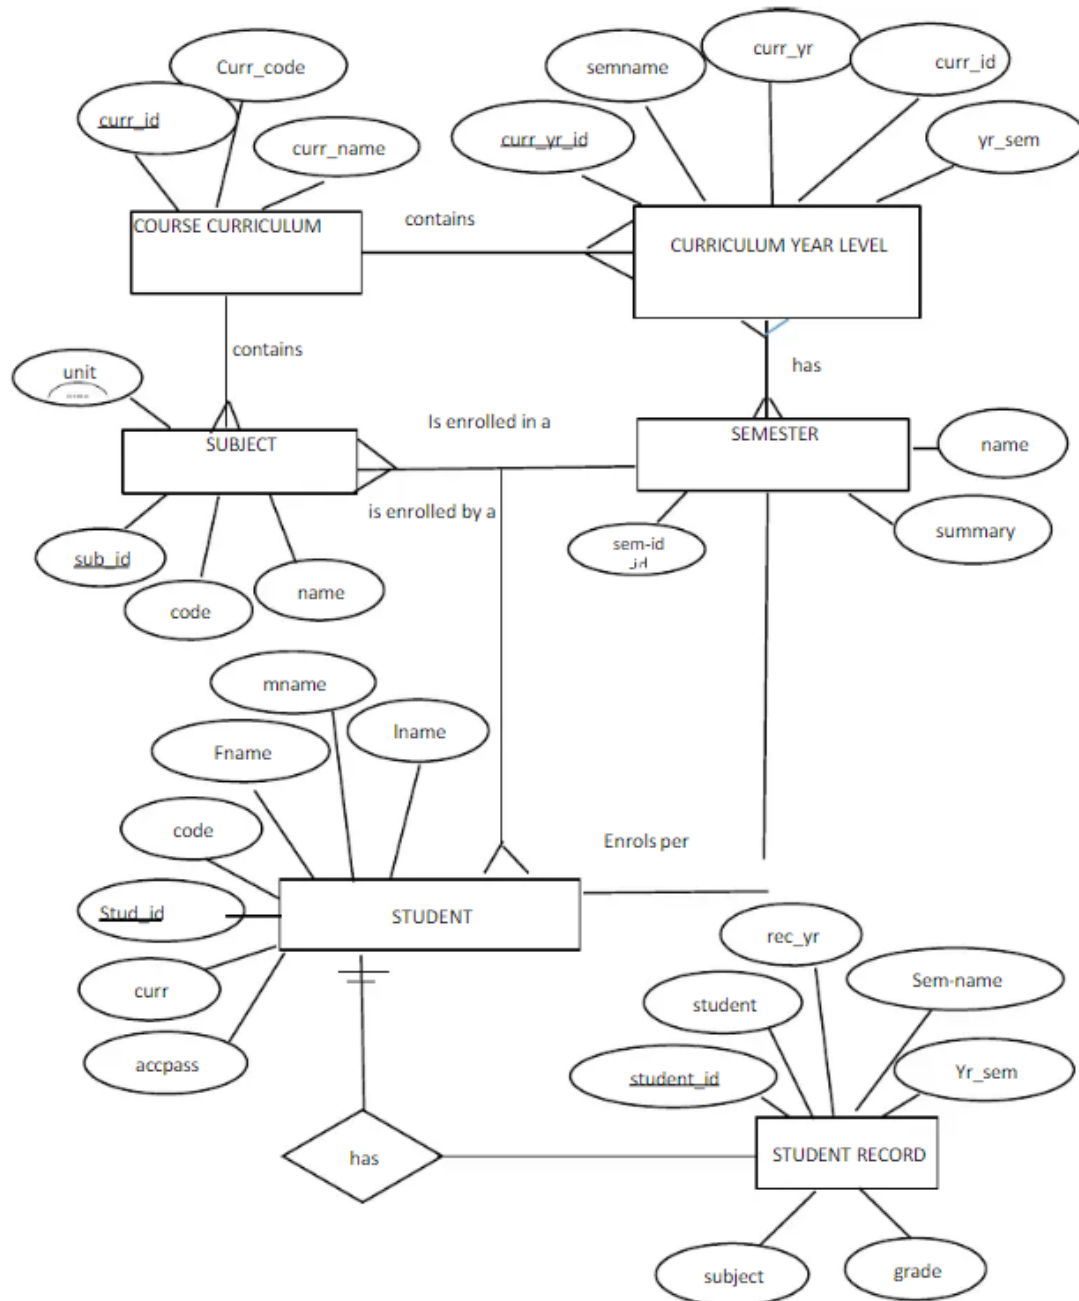 Curr_code
curr_id
curr_name
semname
curr_yr
curr_id
curr_yr_id
yr_sem
COURSE CURRICULUM
contains
CURRICULUM YEAR LEVEL
contains
has
unit
Is enrolled in a
SUBJECT
SEMESTER
name
is enrolled by a
summary
sub_id
code
name
sem-id
_id
mname
Fname
lname
code
Enrols per
Stud_id
STUDENT
curr
accpass
rec_yr
student
Sem-name
student_id
Yr_sem
has
STUDENT RECORD
subject
grade